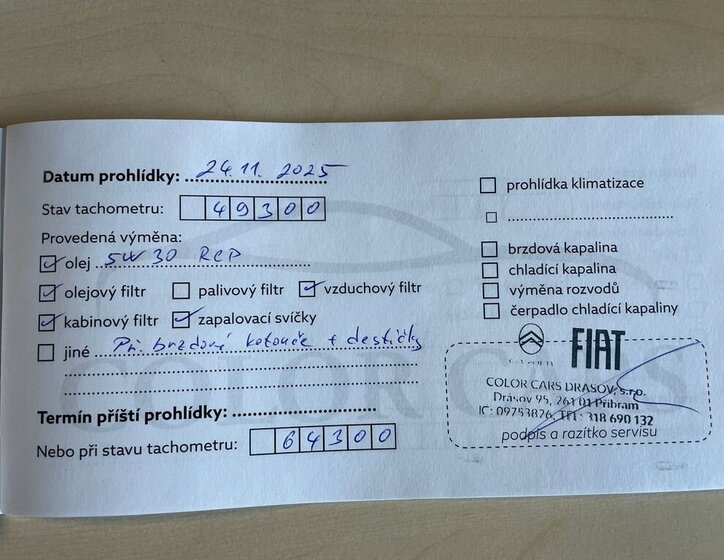 Datum prohlídky: 24.11. 2025
Stav tachometru: 49300
Provedená výměna:
olej 5W30 RCP
olejový filtr palivový filtr vzduchový filtr
kabinový filtr zapalovací svíčky
jiné Při brzdové kotouče + destičky
Termín příští prohlídky:
Nebo při stavu tachometru: 64300
prohlídka klimatizace
brzdová kapalina
chladící kapalina
výměna rozvodů
čerpadlo chladící kapaliny
FIAT
COLOR CARS DRASOV, s.r.o.
Drásov 95, 261 01 Příbram
IČ: 09753826, TEL: 318 690 132
podpis a razítko servisu
COLOR CARS